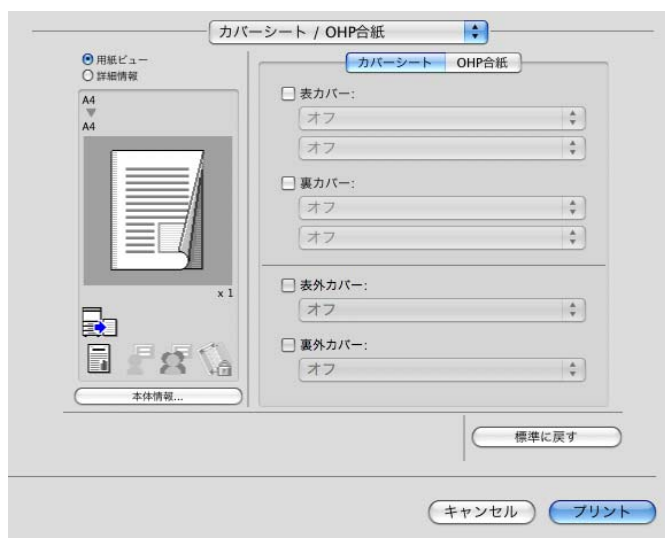 カバーシート / OHP合紙
用紙ビュー
詳細情報
A4
A4
x 1
本体情報...
カバーシート OHP合紙
表カバー:
オフ
オフ
裏カバー:
オフ
オフ
表外カバー:
オフ
裏外カバー:
オフ
標準に戻す
キャンセル プリント